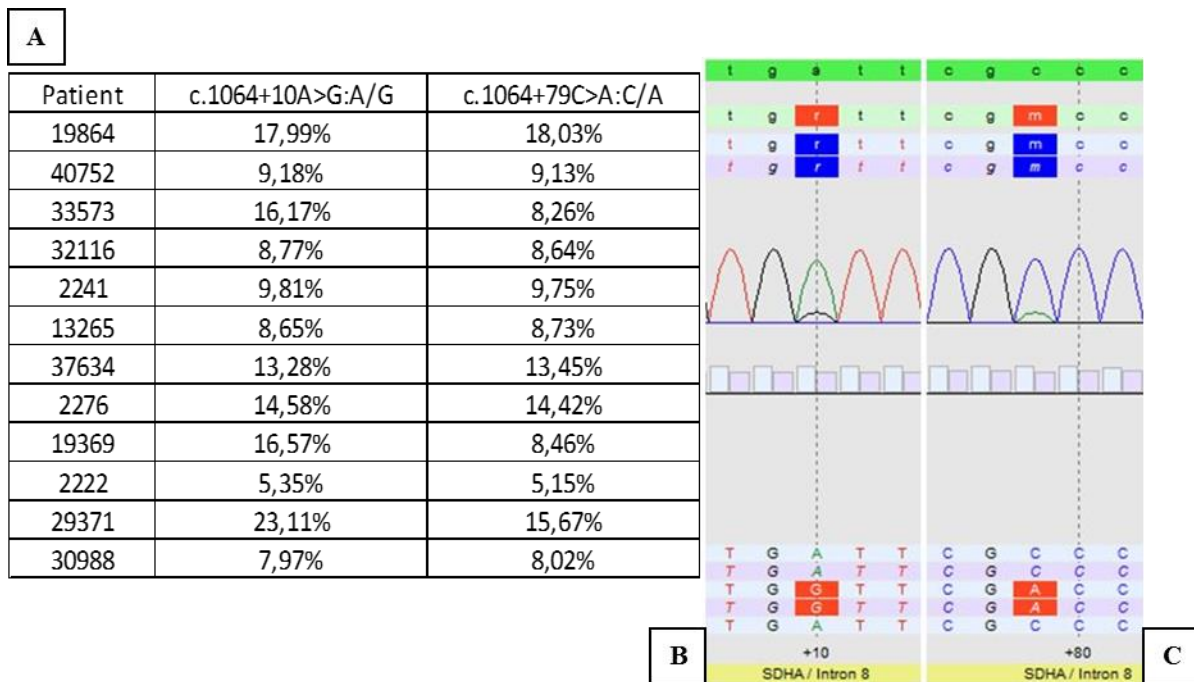 A
Patient c.1064+10A>G:A/G c.1064+79C>A:C/A
19864 17,99% 18,03%
40752 9,18% 9,13%
33573 16,17% 8,26%
32116 8,77% 8,64%
2241 9,81% 9,75%
13265 8,65% 8,73%
37634 13,28% 13,45%
2276 14,58% 14,42%
19369 16,57% 8,46%
2222 5,35% 5,15%
29371 23,11% 15,67%
30988 7,97% 8,02%
B
t g a t t
t g r t t
t g r t t
t g r t t
T G A T T
T G A T T
T G G T T
T G G T T
T G A T T
+10
SDHA / Intron 8
c g c c c
c g m c c
c g m c c
c g m c c
C G C C C
C G C C C
C G A C C
C G A C C
C G C C C
+80
SDHA / Intron 8
C